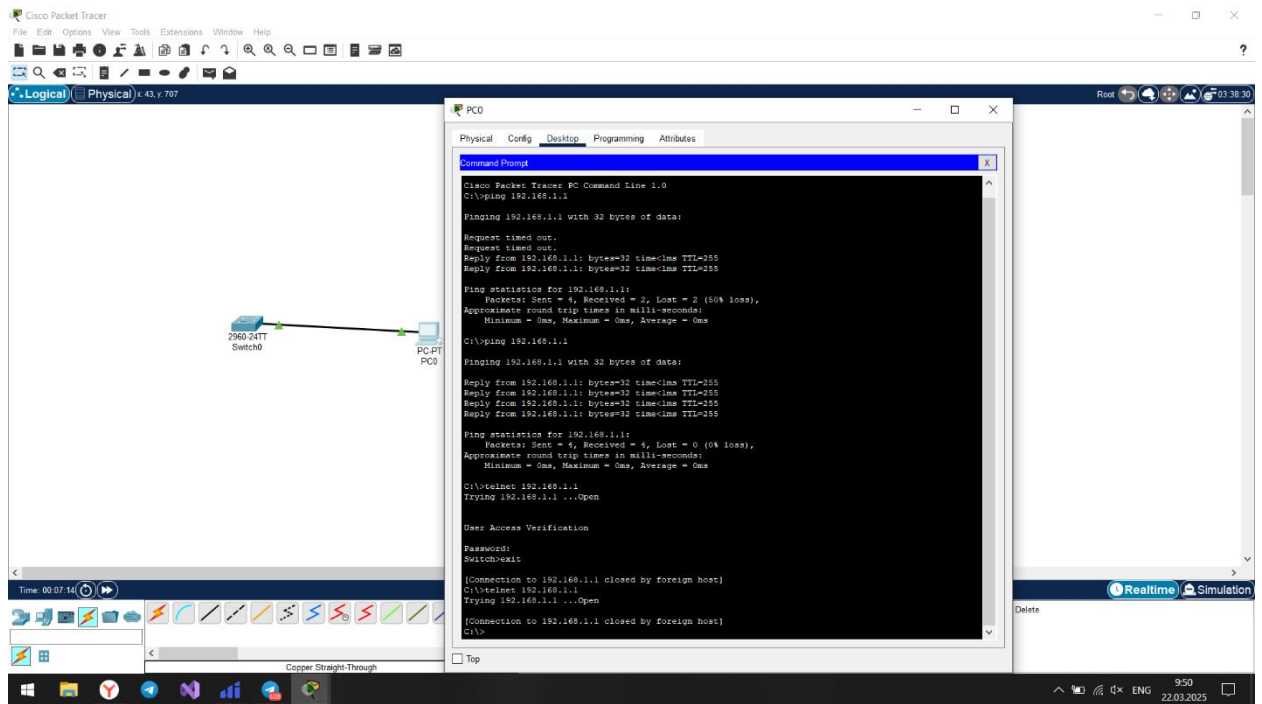 Cisco Packet Tracer
File Edit Options View Tools Extensions Window Help
?
Logical Physical x: 43, y: 707
Root 03:38:30
PC0
Physical Config Desktop Programming Attributes
Command Prompt X
Cisco Packet Tracer PC Command Line 1.0
C:\>ping 192.168.1.1
Pinging 192.168.1.1 with 32 bytes of data:
Request timed out.
Request timed out.
Reply from 192.168.1.1: bytes=32 time<1ms TTL=255
Reply from 192.168.1.1: bytes=32 time<1ms TTL=255
Ping statistics for 192.168.1.1:
Packets: Sent = 4, Received = 2, Lost = 2 (50% loss),
Approximate round trip times in milli-seconds:
Minimum = 0ms, Maximum = 0ms, Average = 0ms
C:\>ping 192.168.1.1
Pinging 192.168.1.1 with 32 bytes of data:
Reply from 192.168.1.1: bytes=32 time<1ms TTL=255
Reply from 192.168.1.1: bytes=32 time<1ms TTL=255
Reply from 192.168.1.1: bytes=32 time<1ms TTL=255
Reply from 192.168.1.1: bytes=32 time<1ms TTL=255
Ping statistics for 192.168.1.1:
Packets: Sent = 4, Received = 4, Lost = 0 (0% loss),
Approximate round trip times in milli-seconds:
Minimum = 0ms, Maximum = 0ms, Average = 0ms
C:\>telnet 192.168.1.1
Trying 192.168.1.1 ...Open
User Access Verification
Password:
Switch>exit
[Connection to 192.168.1.1 closed by foreign host]
C:\>telnet 192.168.1.1
Trying 192.168.1.1 ...Open
[Connection to 192.168.1.1 closed by foreign host]
C:\>
Top
2960-24TT
Switch0
PC-PT
PC0
Time: 00:07:14
Realtime Simulation
Delete
Copper Straight-Through
ENG
9:50
22.03.2025